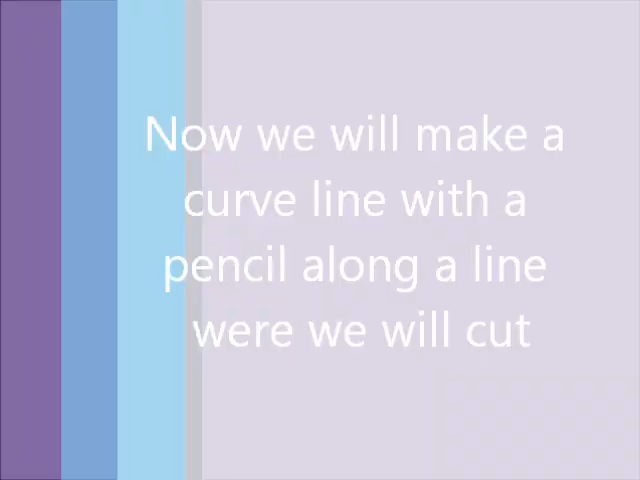 Now we will make a
curve line with a
pencil along a line
were we will cut